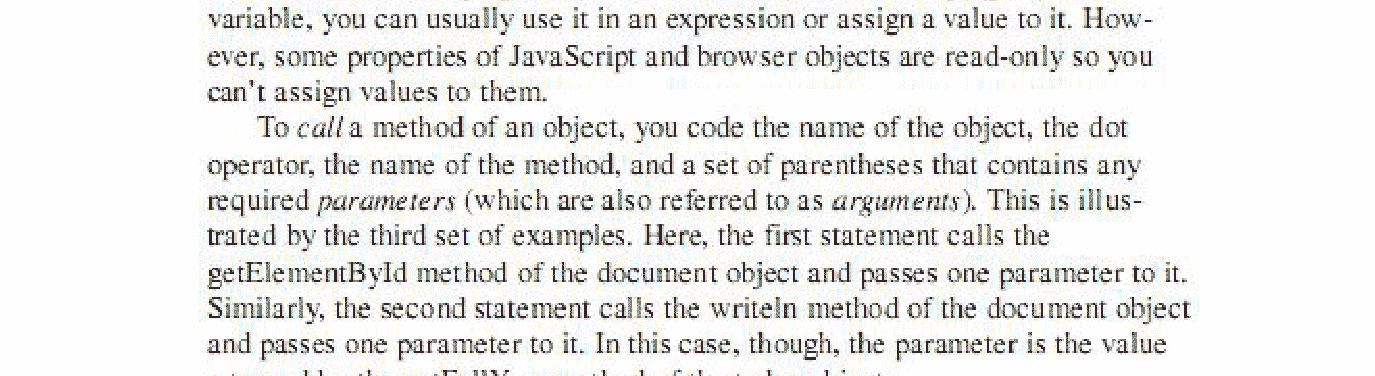 variable, you can usually use it in an expression or assign a value to it. How-
ever, some properties of JavaScript and browser objects are read-only so you
can't assign values to them.
To call a method of an object, you code the name of the object, the dot
operator, the name of the method, and a set of parentheses that contains any
required parameters (which are also referred to as arguments). This is illus-
trated by the third set of examples. Here, the first statement calls the
getElementById method of the document object and passes one parameter to it.
Similarly, the second statement calls the writeln method of the document object
and passes one parameter to it. In this case, though, the parameter is the value